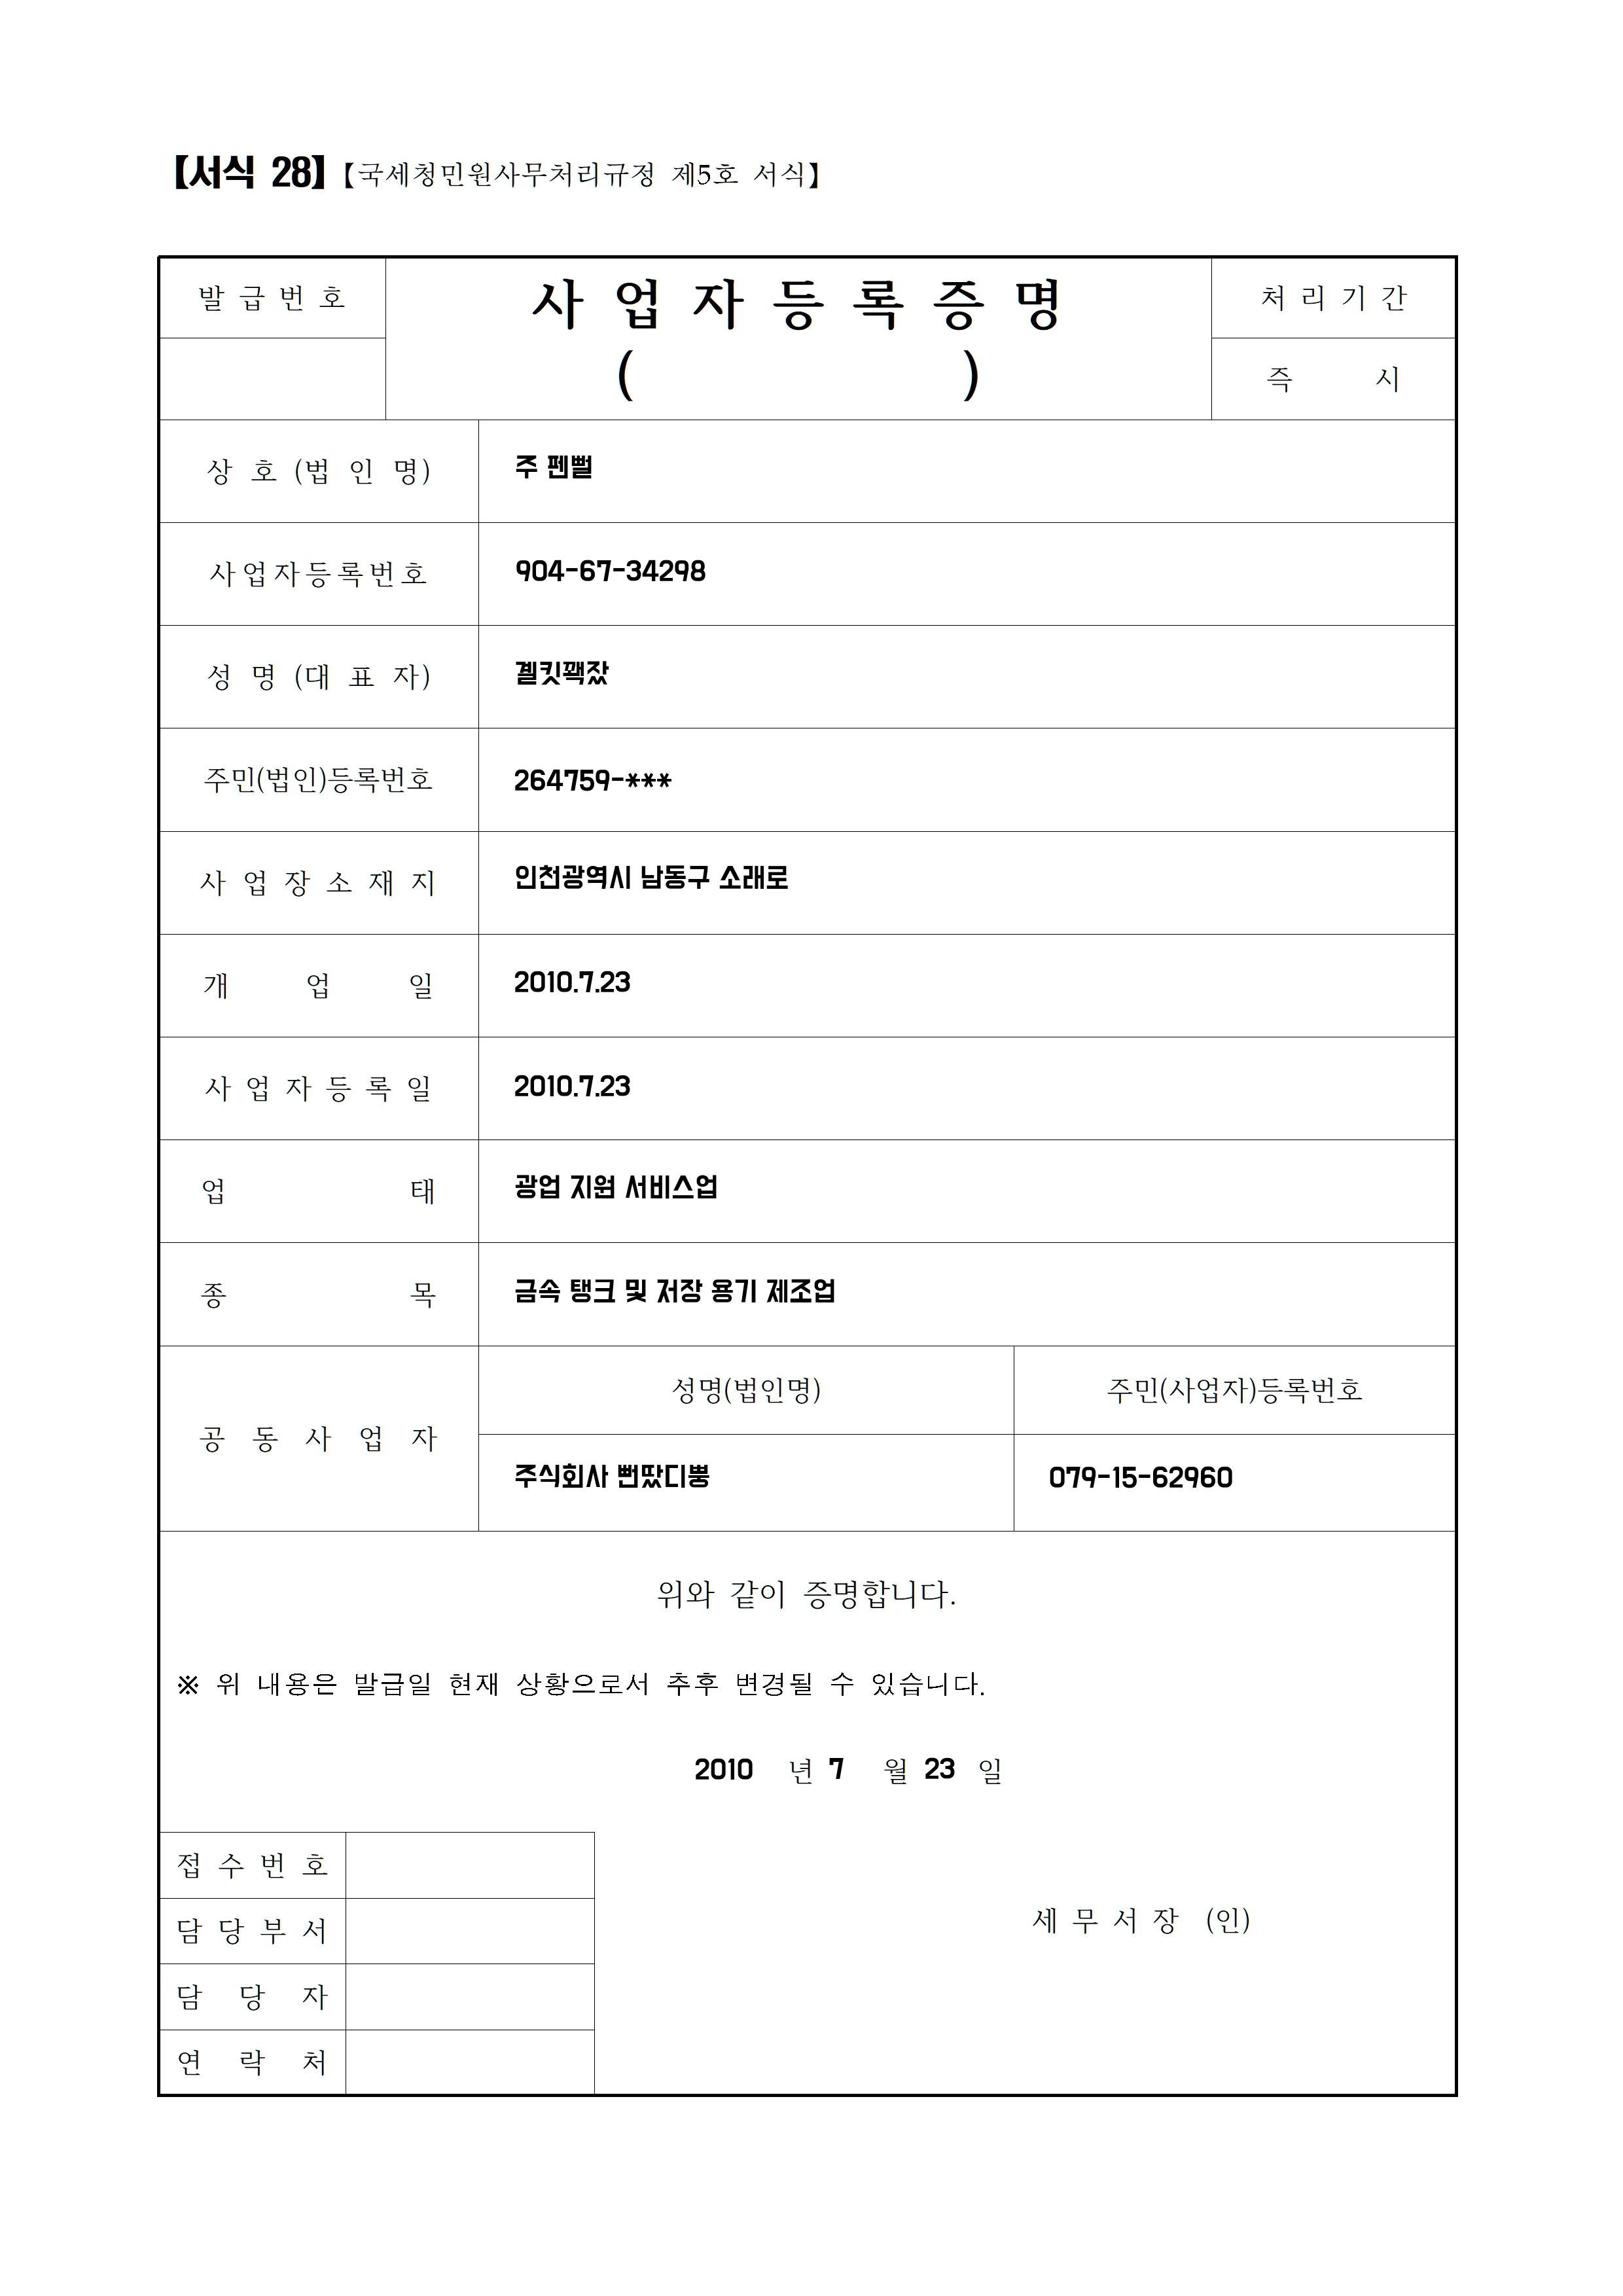 【서식 28】【국세청민원사무처리규정 제5호 서식】
발급번호
사업자등록증명
( )
처리기간
즉 시
상 호 (법 인 명) 주 펜뻘
사업자등록번호 904-67-34298
성 명 (대 표 자) 곌킷꽥잤
주민(법인)등록번호 264759-***
사 업 장 소 재 지 인천광역시 남동구 소래로
개 업 일 2010.7.23
사 업 자 등 록 일 2010.7.23
업 태 광업 지원 서비스업
종 목 금속 탱크 및 저장 용기 제조업
공 동 사 업 자
성명(법인명) 주민(사업자)등록번호
주식회사 뻔땄디뿡 079-15-62960
위와 같이 증명합니다.
※ 위 내용은 발급일 현재 상황으로서 추후 변경될 수 있습니다.
2010 년 7 월 23 일
접 수 번 호
담 당 부 서
세 무 서 장 (인)
담 당 자
연 락 처